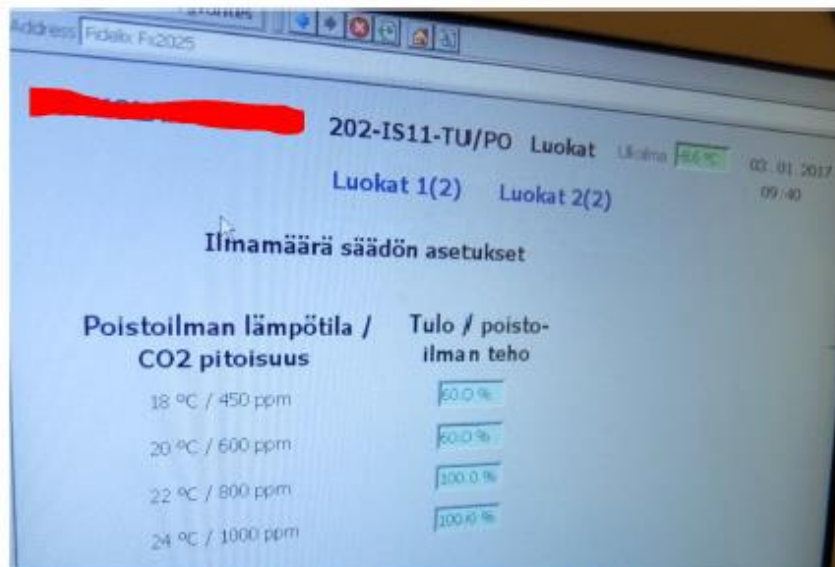 Favorites
Address Fidelix Fx2025
202-IS11-TU/PO Luokat Ulkoilma 03.01.2017
09:40
Luokat 1(2) Luokat 2(2)
Ilmamäärä säädön asetukset
Poistoilman lämpötila / CO2 pitoisuus
Tulo / poisto-ilman teho
18 ºC / 450 ppm 60.0 %
20 ºC / 600 ppm 60.0 %
22 ºC / 800 ppm 100.0 %
24 ºC / 1000 ppm 100.0 %